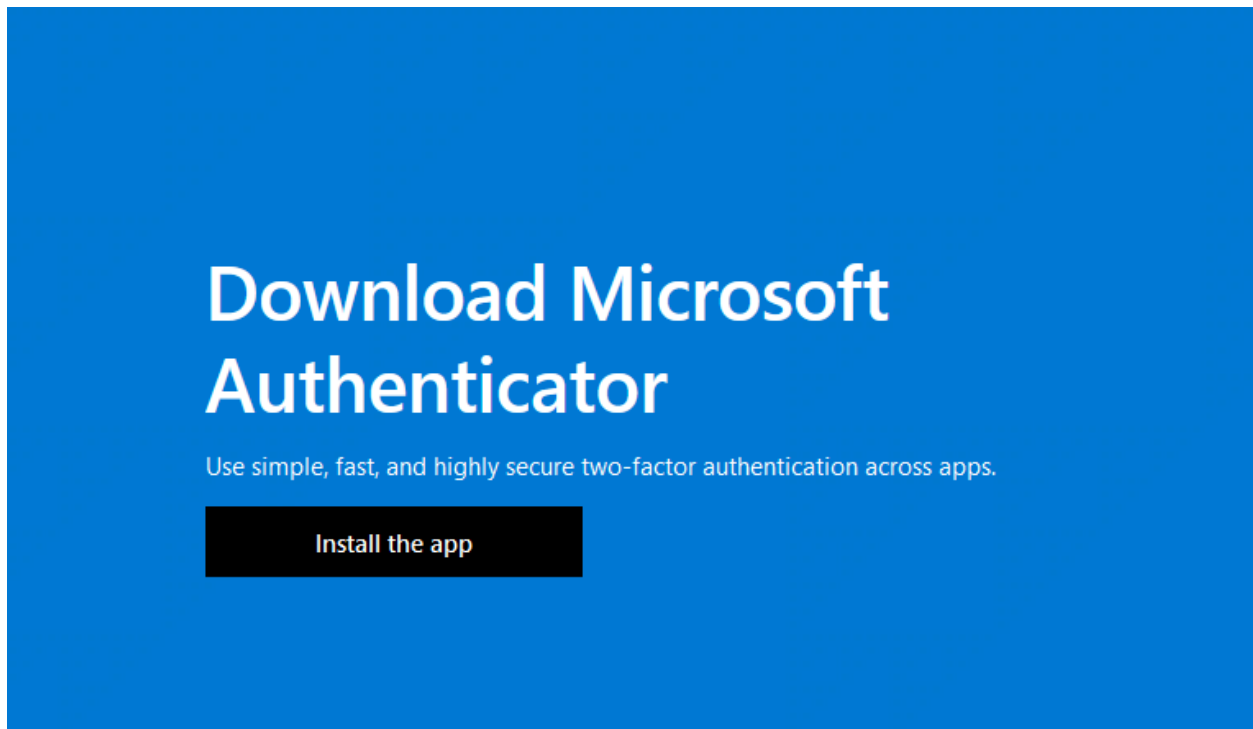 Download Microsoft
Authenticator
Use simple, fast, and highly secure two-factor authentication across apps.
Install the app